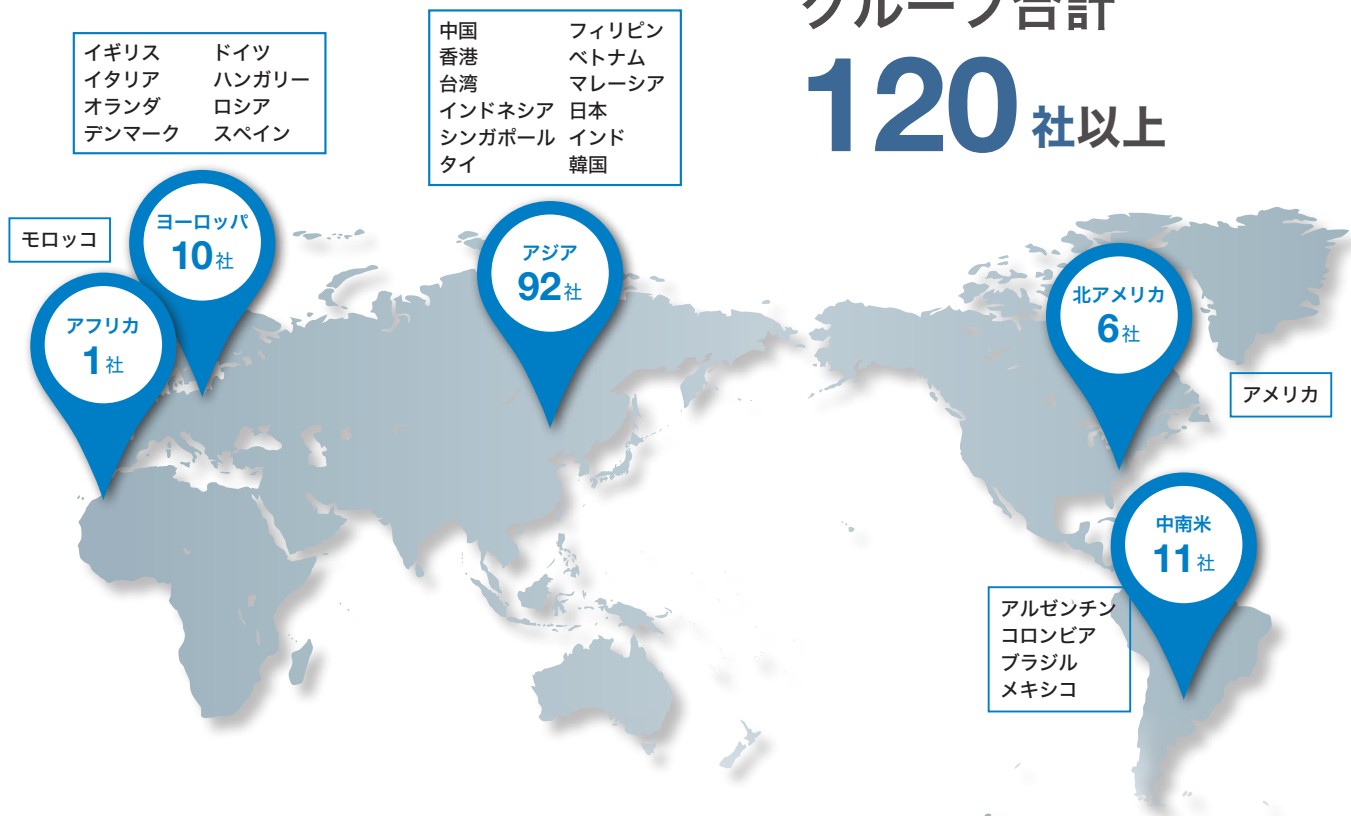 グループ合計
120社以上
イギリス ドイツ
イタリア ハンガリー
オランダ ロシア
デンマーク スペイン
中国 フィリピン
香港 ベトナム
台湾 マレーシア
インドネシア 日本
シンガポール インド
タイ 韓国
モロッコ
ヨーロッパ
10社
アジア
92社
アフリカ
1社
北アメリカ
6社
アメリカ
中南米
11社
アルゼンチン
コロンビア
ブラジル
メキシコ